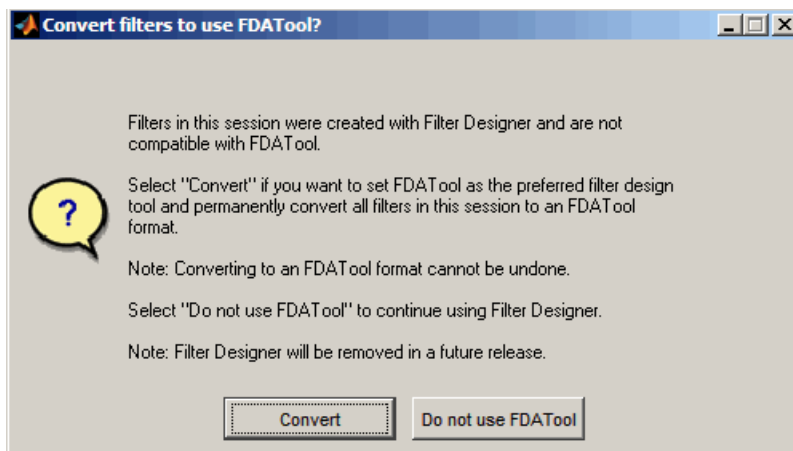 Convert filters to use FDATool?
Filters in this session were created with Filter Designer and are not
compatible with FDATool.
Select "Convert" if you want to set FDATool as the preferred filter design
tool and permanently convert all filters in this session to an FDATool
format.
?
Note: Converting to an FDATool format cannot be undone.
Select "Do not use FDATool" to continue using Filter Designer.
Note: Filter Designer will be removed in a future release.
Convert
Do not use FDATool